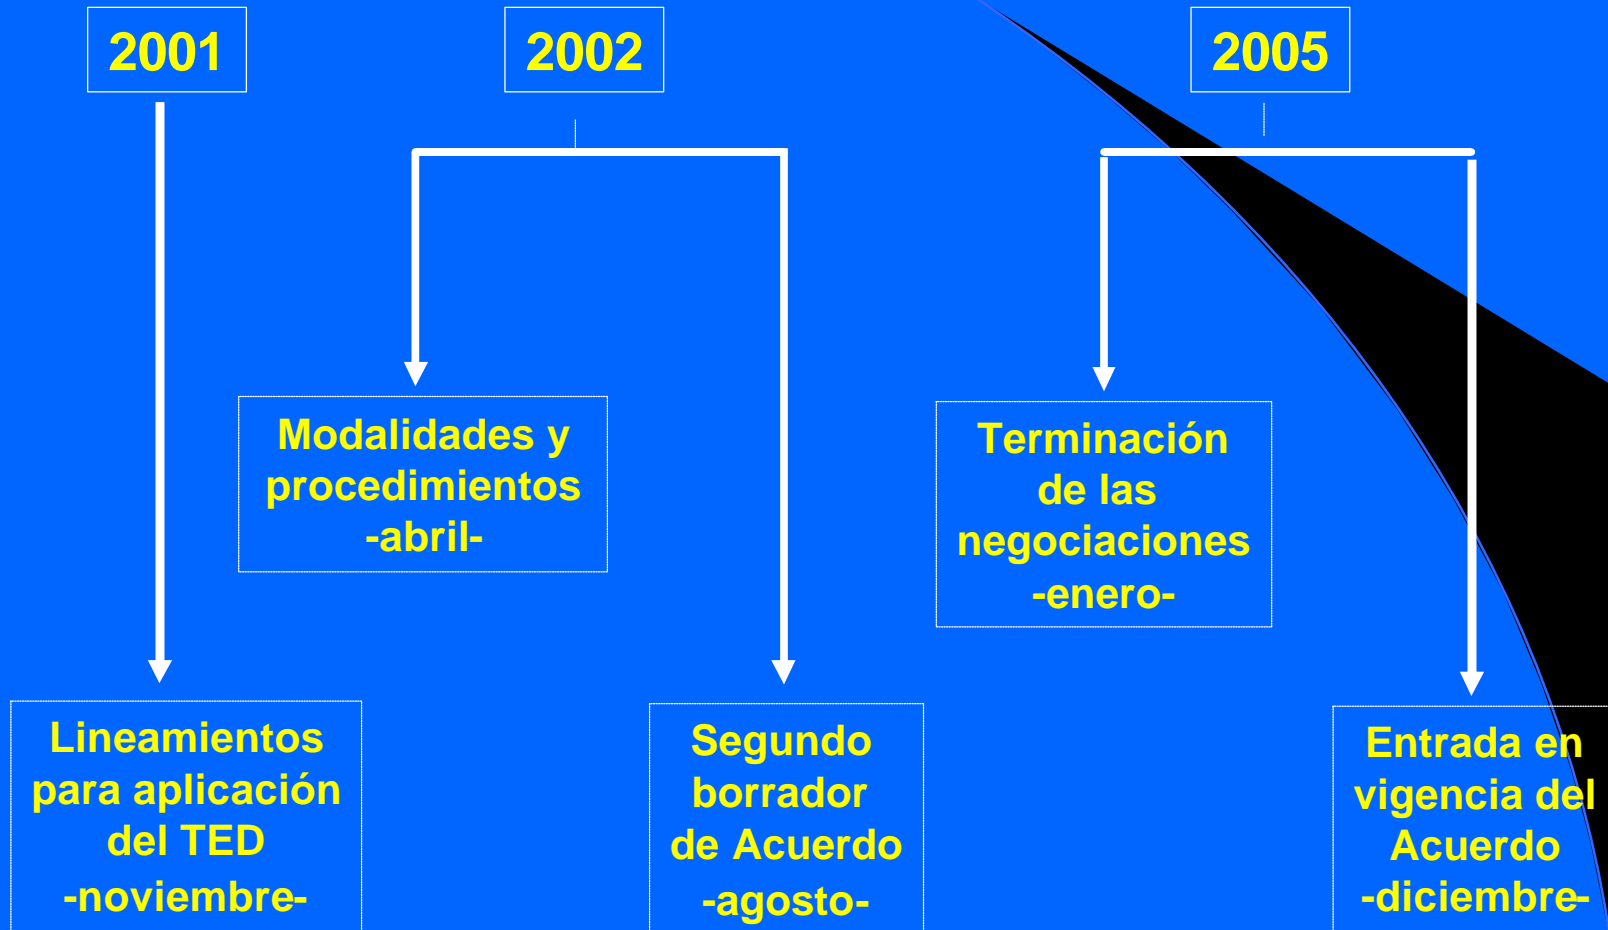 2001
2002
2005
Modalidades y
procedimientos
-abril-
Terminación
de las
negociaciones
-enero-
Lineamientos
para aplicación
del TED
-noviembre-
Segundo
borrador
de Acuerdo
-agosto-
Entrada en
vigencia del
Acuerdo
-diciembre-